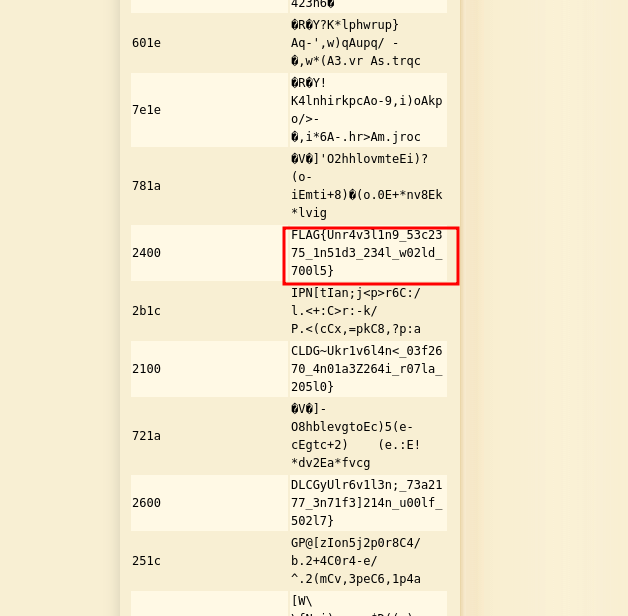 423n6�
601e
�R�Y?K*lphwrup}
Aq-',w)qAupq/ -
�,w*(A3.vr As.trqc
7e1e
�R�Y!
K4lnhirkpcAo-9,i)oAkp
o/>-
�,i*6A-.hr>Am.jroc
781a
�V�]'O2hhlovmteEi)?
(o-
iEmti+8)�(o.0E+*nv8Ek
*lvig
2400
FLAG{Unr4v3l1n9_53c23
75_1n51d3_234l_w02ld_
700l5}
2b1c
IPN[tIan;j<p>r6C:/
l.<+:C>r:-k/
P.<(cCx,=pkC8,?p:a
2100
CLDG~Ukr1v6l4n<_03f26
70_4n01a3Z264i_r07la_
205l0}
721a
�V�]-
O8hblevgtoEc)5(e-
cEgtc+2)    (e.:E!
*dv2Ea*fvcg
2600
DLCGyUlr6v1l3n;_73a21
77_3n71f3]214n_u00lf_
502l7}
251c
GP@[zIon5j2p0r8C4/
b.2+4C0r4-e/
^.2(mCv,3peC6,1p4a
[W\